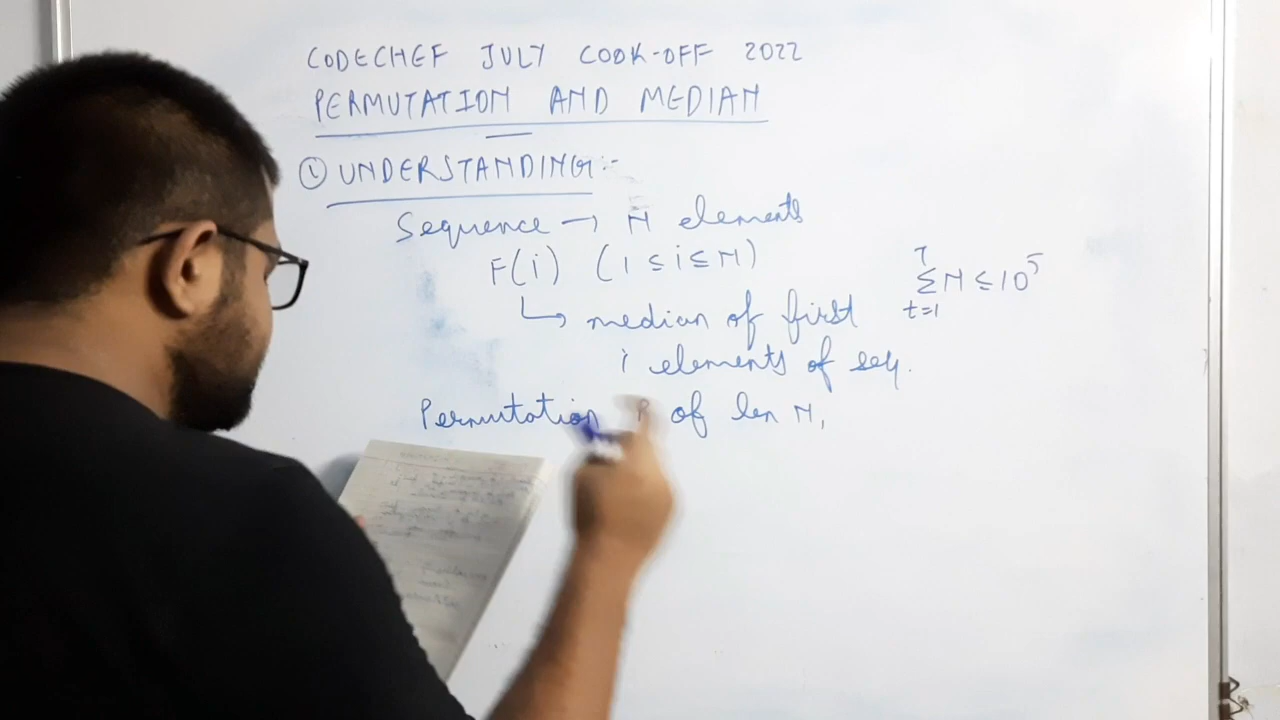 CODECHEF JULY COOK-OFF 2022
PERMUTATION AND MEDIAN
① UNDERSTANDING:-
Sequence → N elements
F(i) (1 ≤ i ≤ N)
T
∑ N ≤ 10⁵
t=1
↳ median of first
i elements of seq.
Permutation P of len N,